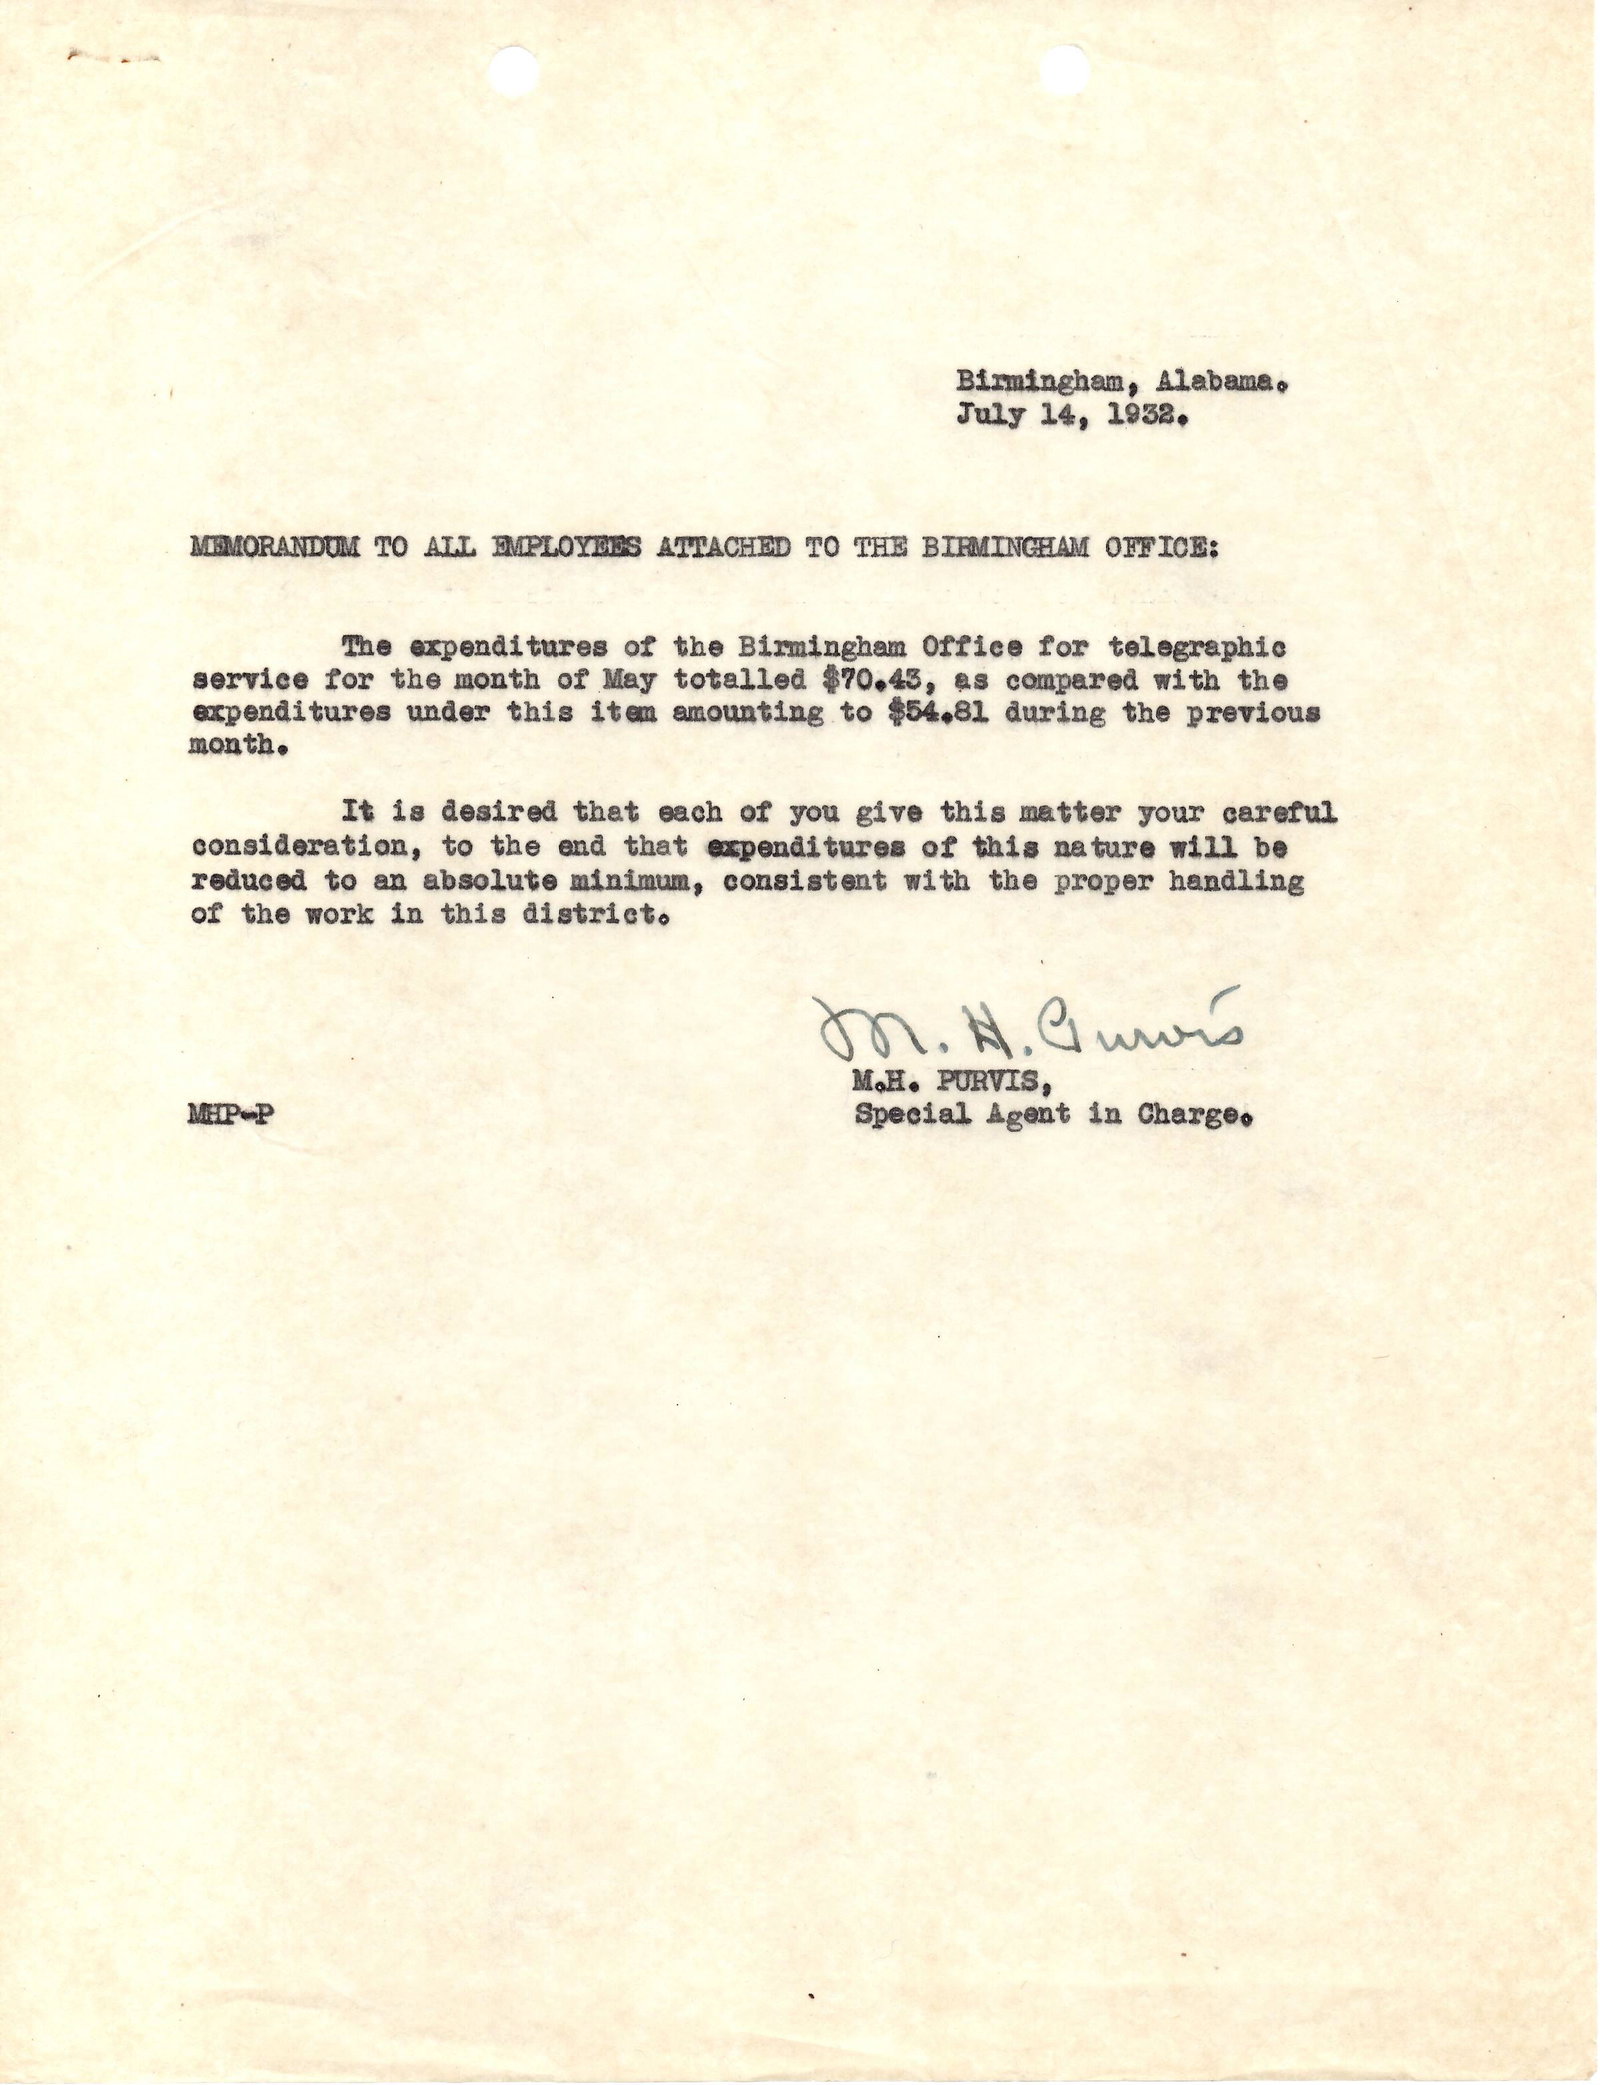 Birmingham, Alabama.
July 14, 1932.
MEMORANDUM TO ALL EMPLOYEES ATTACHED TO THE BIRMINGHAM OFFICE:
The expenditures of the Birmingham Office for telegraphic
service for the month of May totalled $70.43, as compared with the
expenditures under this item amounting to $54.81 during the previous
month.
It is desired that each of you give this matter your careful
consideration, to the end that expenditures of this nature will be
reduced to an absolute minimum, consistent with the proper handling
of the work in this district.
M. H. Purvis
M.H. PURVIS,
MHP-P Special Agent in Charge.